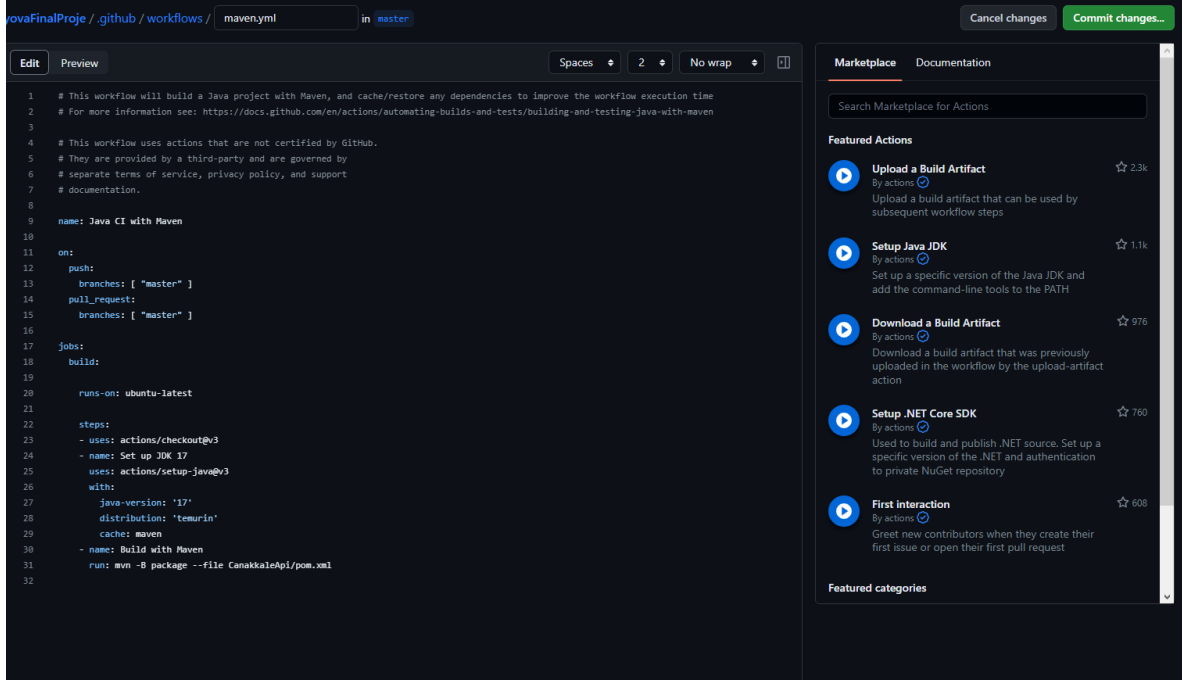 yovaFinalProje / .github / workflows / maven.yml in master
Cancel changes
Commit changes...
Edit
Preview
Spaces
2
No wrap
1 # This workflow will build a Java project with Maven, and cache/restore any dependencies to improve the workflow execution time
2 # For more information see: https://docs.github.com/en/actions/automating-builds-and-tests/building-and-testing-java-with-maven
3
4 # This workflow uses actions that are not certified by GitHub.
5 # They are provided by a third-party and are governed by
6 # separate terms of service, privacy policy, and support
7 # documentation.
8
9 name: Java CI with Maven
10
11 on:
12   push:
13     branches: [ "master" ]
14   pull_request:
15     branches: [ "master" ]
16
17 jobs:
18   build:
19
20     runs-on: ubuntu-latest
21
22     steps:
23     - uses: actions/checkout@v3
24     - name: Set up JDK 17
25       uses: actions/setup-java@v3
26       with:
27         java-version: '17'
28         distribution: 'temurin'
29         cache: maven
30     - name: Build with Maven
31       run: mvn -B package --file CanakkaleApi/pom.xml
32
Marketplace
Documentation
Search Marketplace for Actions
Featured Actions
Upload a Build Artifact
2.3k
By actions
Upload a build artifact that can be used by
subsequent workflow steps
Setup Java JDK
1.1k
By actions
Set up a specific version of the Java JDK and
add the command-line tools to the PATH
Download a Build Artifact
976
By actions
Download a build artifact that was previously
uploaded in the workflow by the upload-artifact
action
Setup .NET Core SDK
760
By actions
Used to build and publish .NET source. Set up a
specific version of the .NET and authentication
to private NuGet repository
First interaction
608
By actions
Greet new contributors when they create their
first issue or open their first pull request
Featured categories